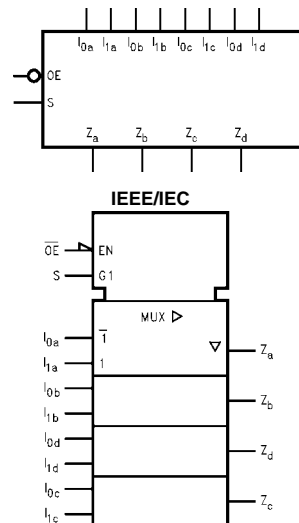 I0a I1a I0b I1b I0c I1c I0d I1d
OE
S
Za Zb Zc Zd
IEEE/IEC
O̅E̅ EN
S G1
MUX ▷
I0a 1̅
▽ Za
I1a 1
I0b
Zb
I1b
I0d
Zd
I1d
I0c
Zc
I1c